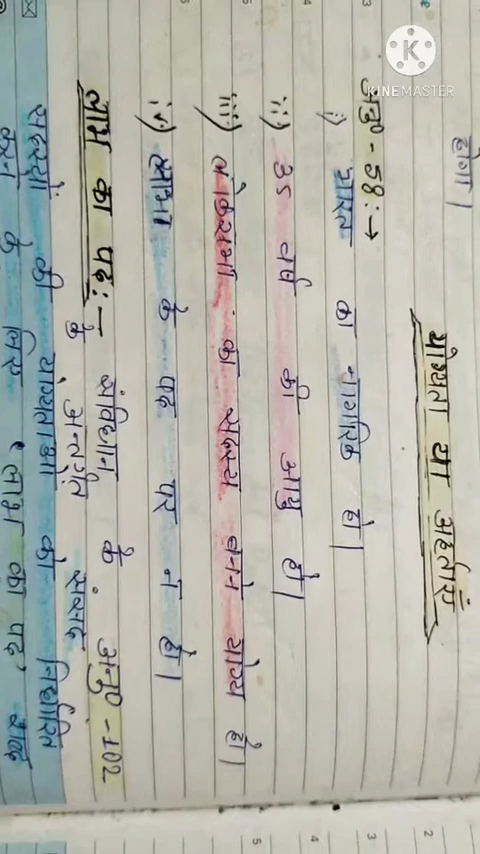 होगा।
योग्यता या अर्हताएँ
अनु०-58:→
i) भारत का नागरिक हो।
ii) 35 वर्ष की आयु हो।
iii) लोकसभा का सदस्य बनने योग्य हो।
iv) लाभ के पद पर न हो।
लाभ का पद:— संविधान के अनु०-102
के अन्तर्गत संसद
सदस्यों की योग्यताओं को निर्धारित
करने के लिए 'लाभ का पद' शब्द
KINEMASTER